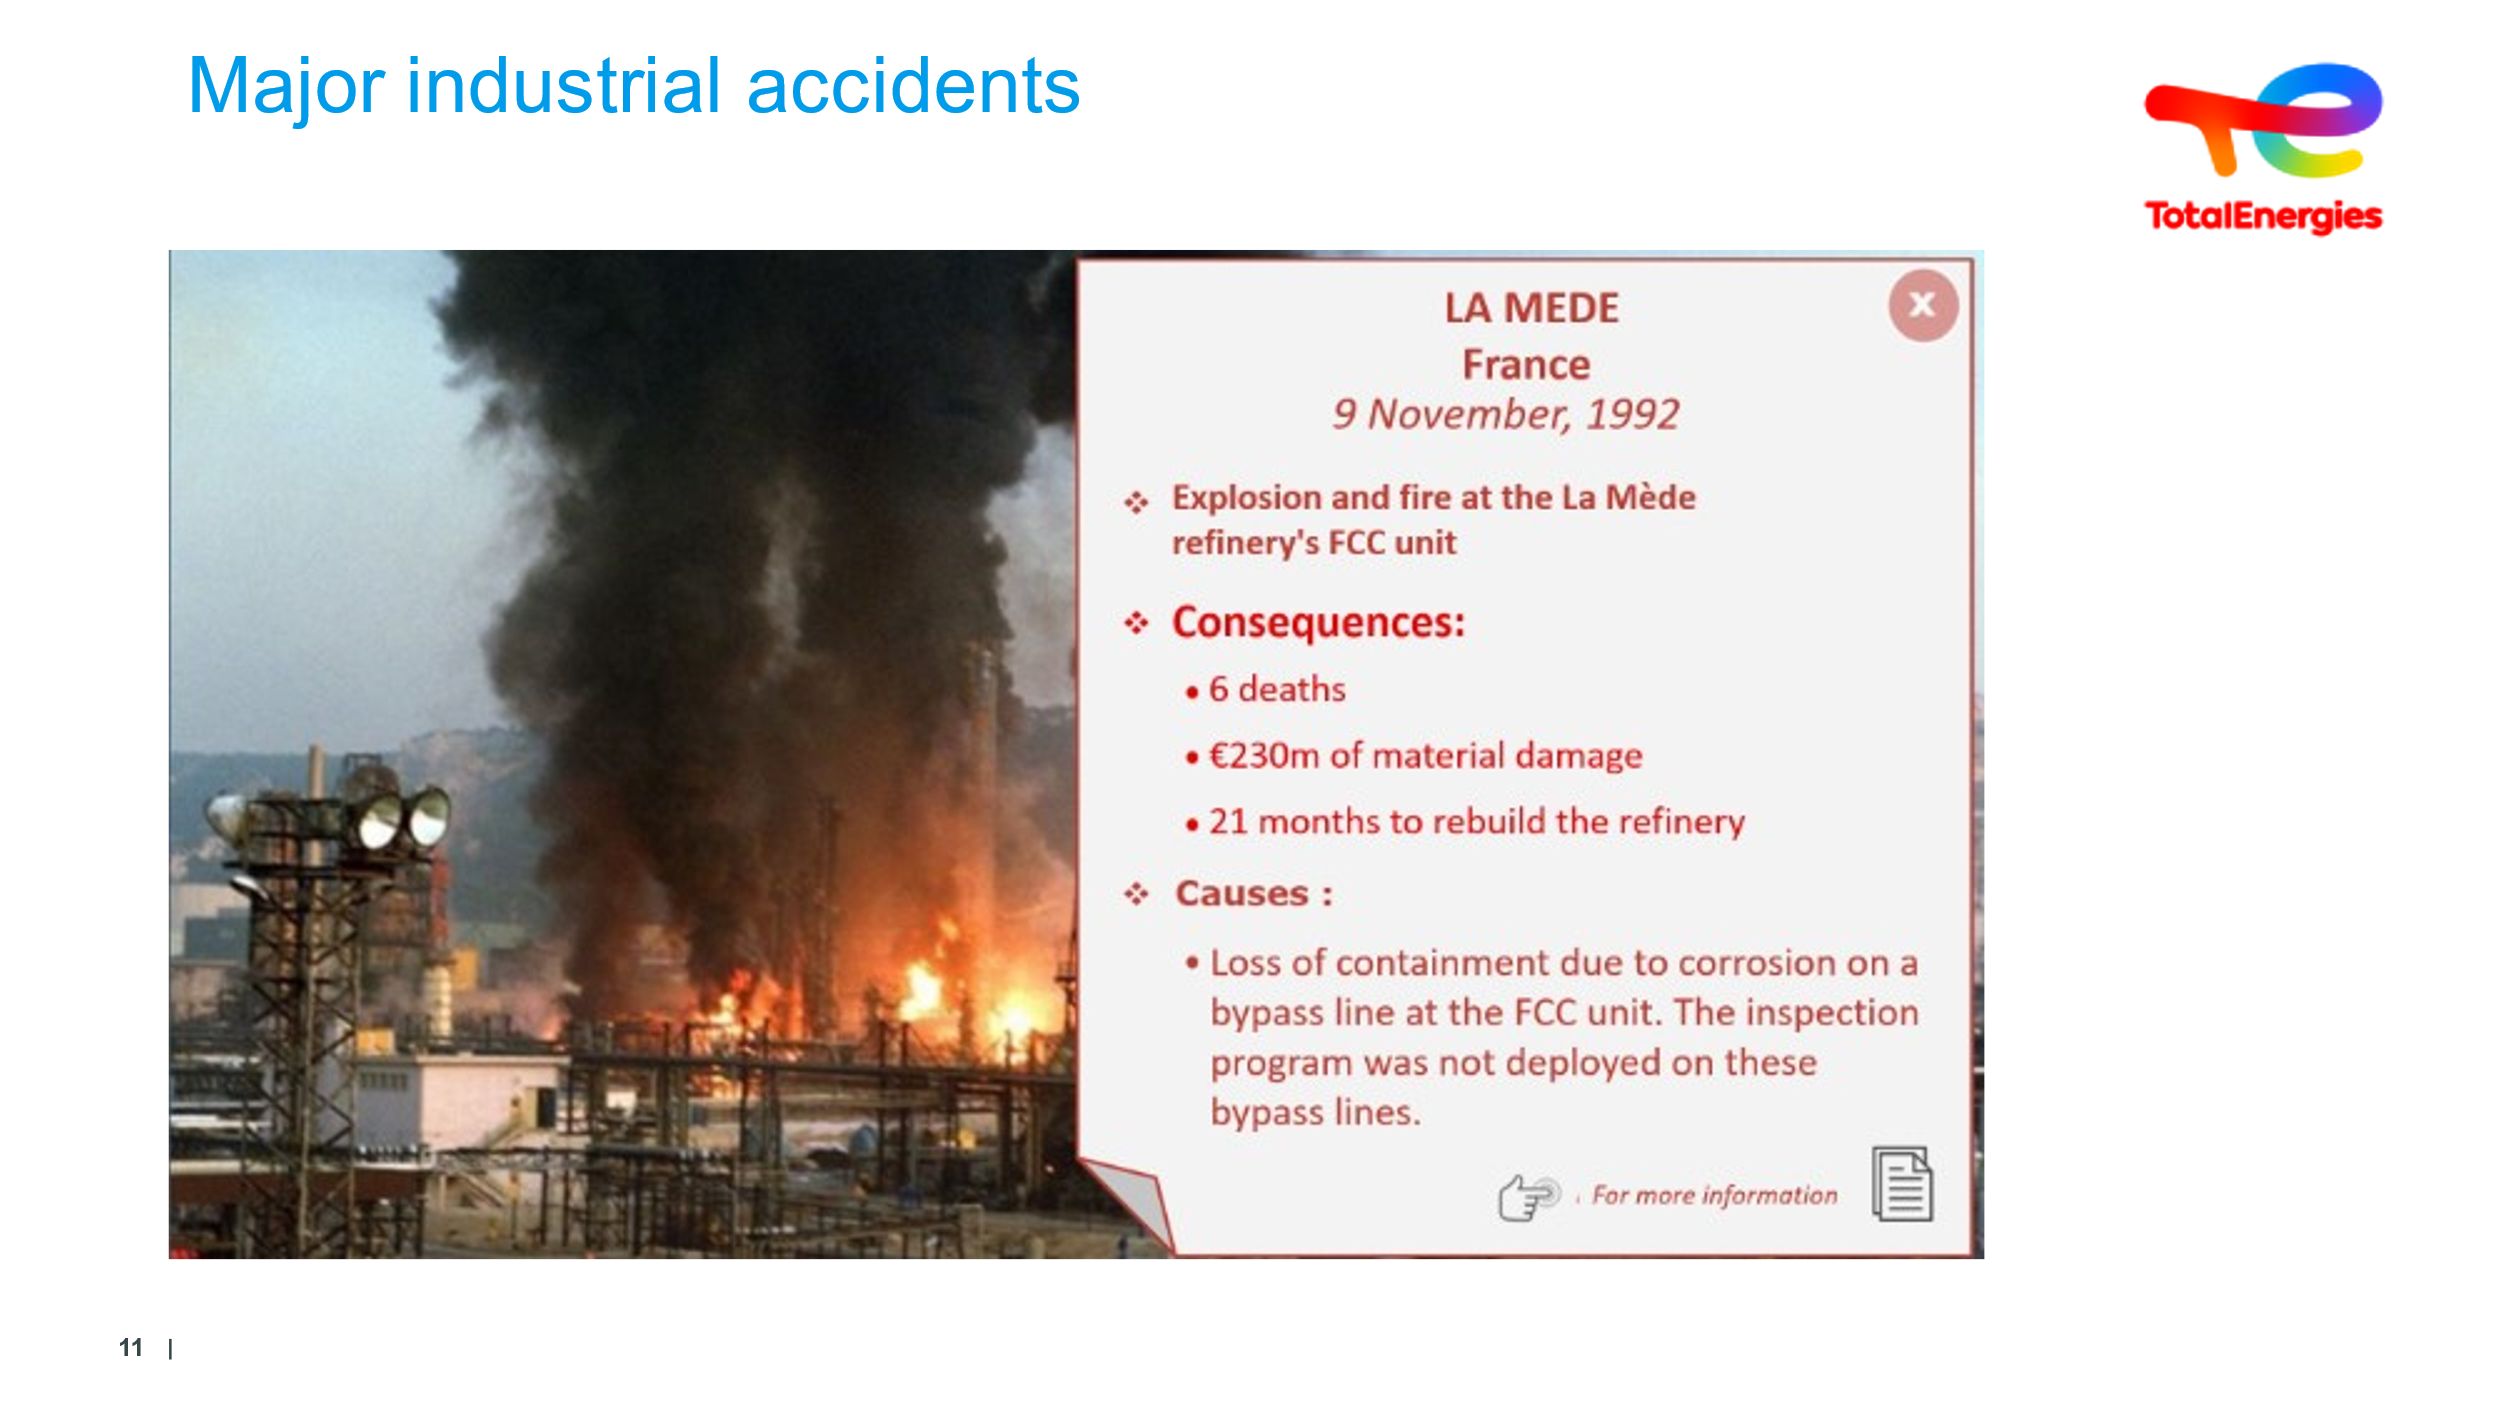 Major industrial accidents
TotalEnergies
LA MEDE
x
France
9 November, 1992
❖ Explosion and fire at the La Mède
refinery's FCC unit
❖ Consequences:
• 6 deaths
• €230m of material damage
• 21 months to rebuild the refinery
❖ Causes :
• Loss of containment due to corrosion on a
bypass line at the FCC unit. The inspection
program was not deployed on these
bypass lines.
For more information
11 |